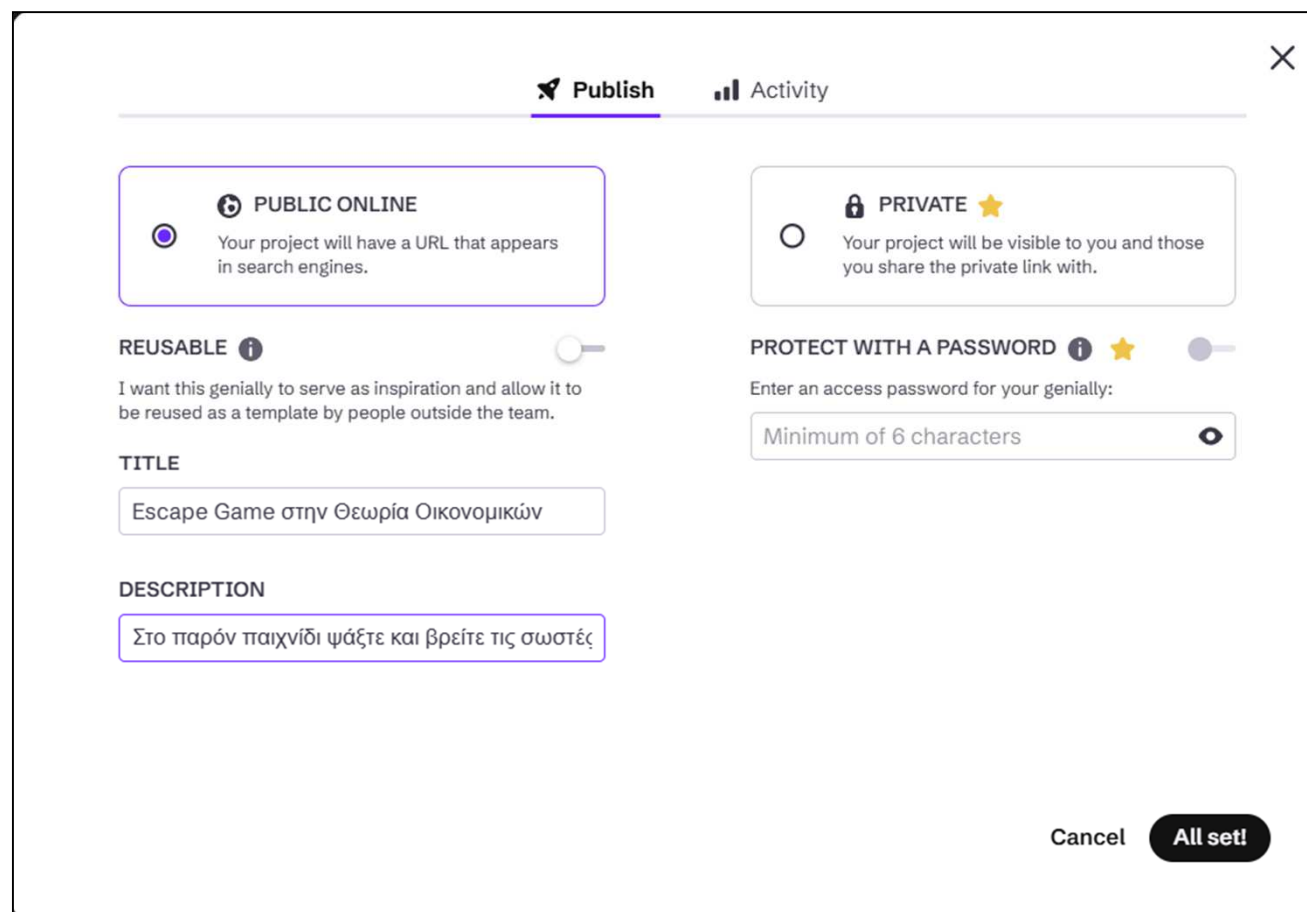 Publish
Activity
PUBLIC ONLINE
Your project will have a URL that appears
in search engines.
PRIVATE
Your project will be visible to you and those
you share the private link with.
REUSABLE
I want this genially to serve as inspiration and allow it to
be reused as a template by people outside the team.
PROTECT WITH A PASSWORD
Enter an access password for your genially:
Minimum of 6 characters
TITLE
Escape Game στην Θεωρία Οικονομικών
DESCRIPTION
Στο παρόν παιχνίδι ψάξτε και βρείτε τις σωστές
Cancel
All set!